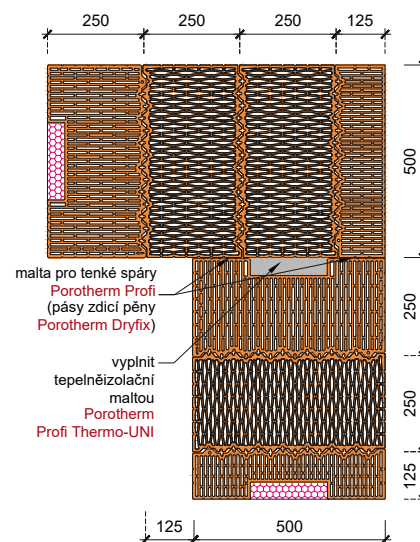 250 250 250 125
500
malta pro tenké spáry
Porotherm Profi
(pásy zdicí pěny
Porotherm Dryfix)
250
vyplnit
tepelněizolační
maltou
Porotherm
Profi Thermo-UNI
250
125
125 500